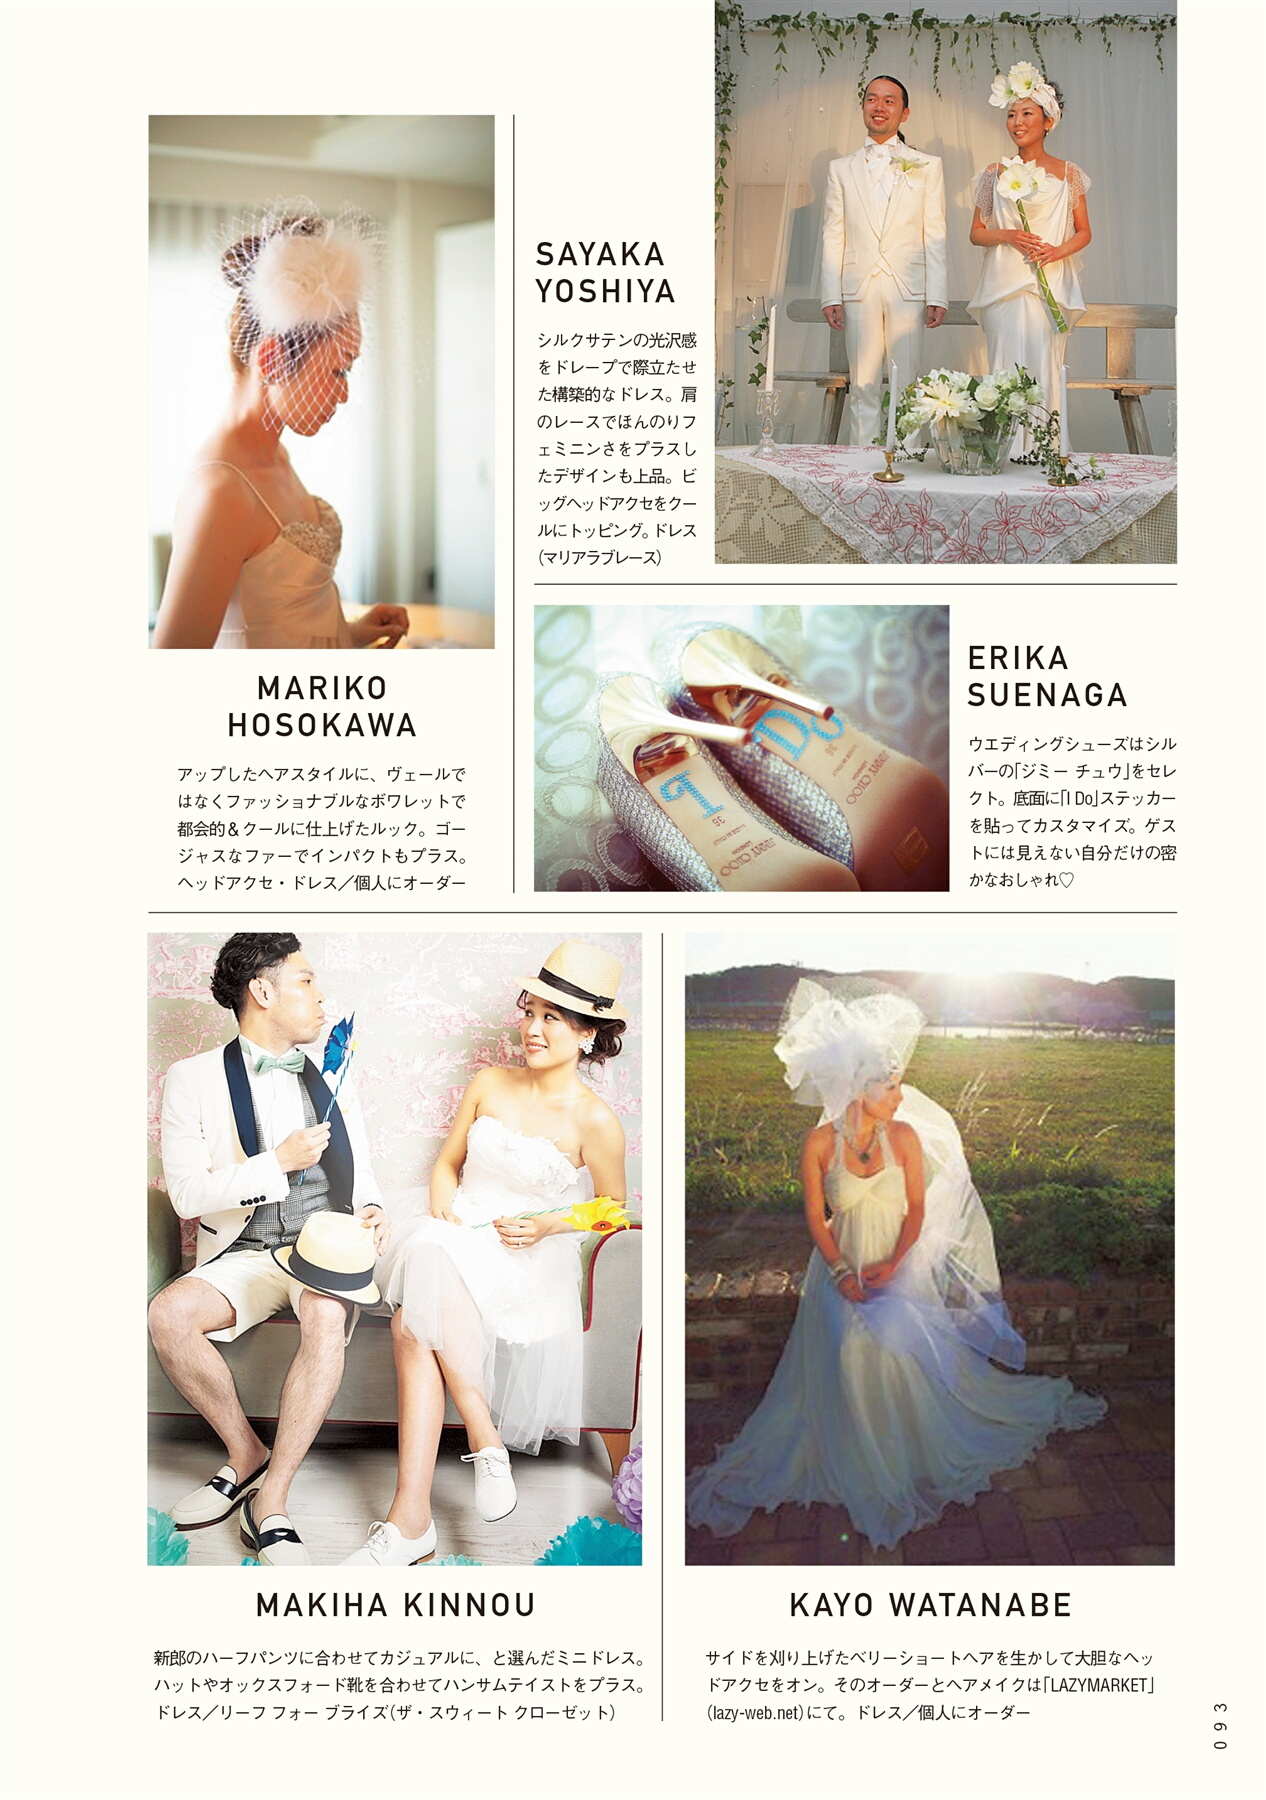 SAYAKA
YOSHIYA
シルクサテンの光沢感
をドレープで際立たせ
た構築的なドレス。肩
のレースでほんのりフ
ェミニンさをプラスし
たデザインも上品。ビ
ッグヘッドアクセをクー
ルにトッピング。ドレス
(マリアラブレース)
MARIKO
HOSOKAWA
アップしたヘアスタイルに、ヴェールで
はなくファッショナブルなボワレットで
都会的＆クールに仕上げたルック。ゴー
ジャスなファーでインパクトもプラス。
ヘッドアクセ・ドレス／個人にオーダー
I Do
JIMMY CHOO
LONDON
36
JIMMY CHOO
LONDON
36
ERIKA
SUENAGA
ウエディングシューズはシル
バーの「ジミー チュウ」をセレ
クト。底面に「I Do」ステッカー
を貼ってカスタマイズ。ゲス
トには見えない自分だけの密
かなおしゃれ♡
MAKIHA KINNOU
新郎のハーフパンツに合わせてカジュアルに、と選んだミニドレス。
ハットやオックスフォード靴を合わせてハンサムテイストをプラス。
ドレス／リーフ フォー ブライズ(ザ・スウィート クローゼット)
KAYO WATANABE
サイドを刈り上げたベリーショートヘアを生かして大胆なヘッ
ドアクセをオン。そのオーダーとヘアメイクは「LAZYMARKET」
(lazy-web.net)にて。ドレス／個人にオーダー
093